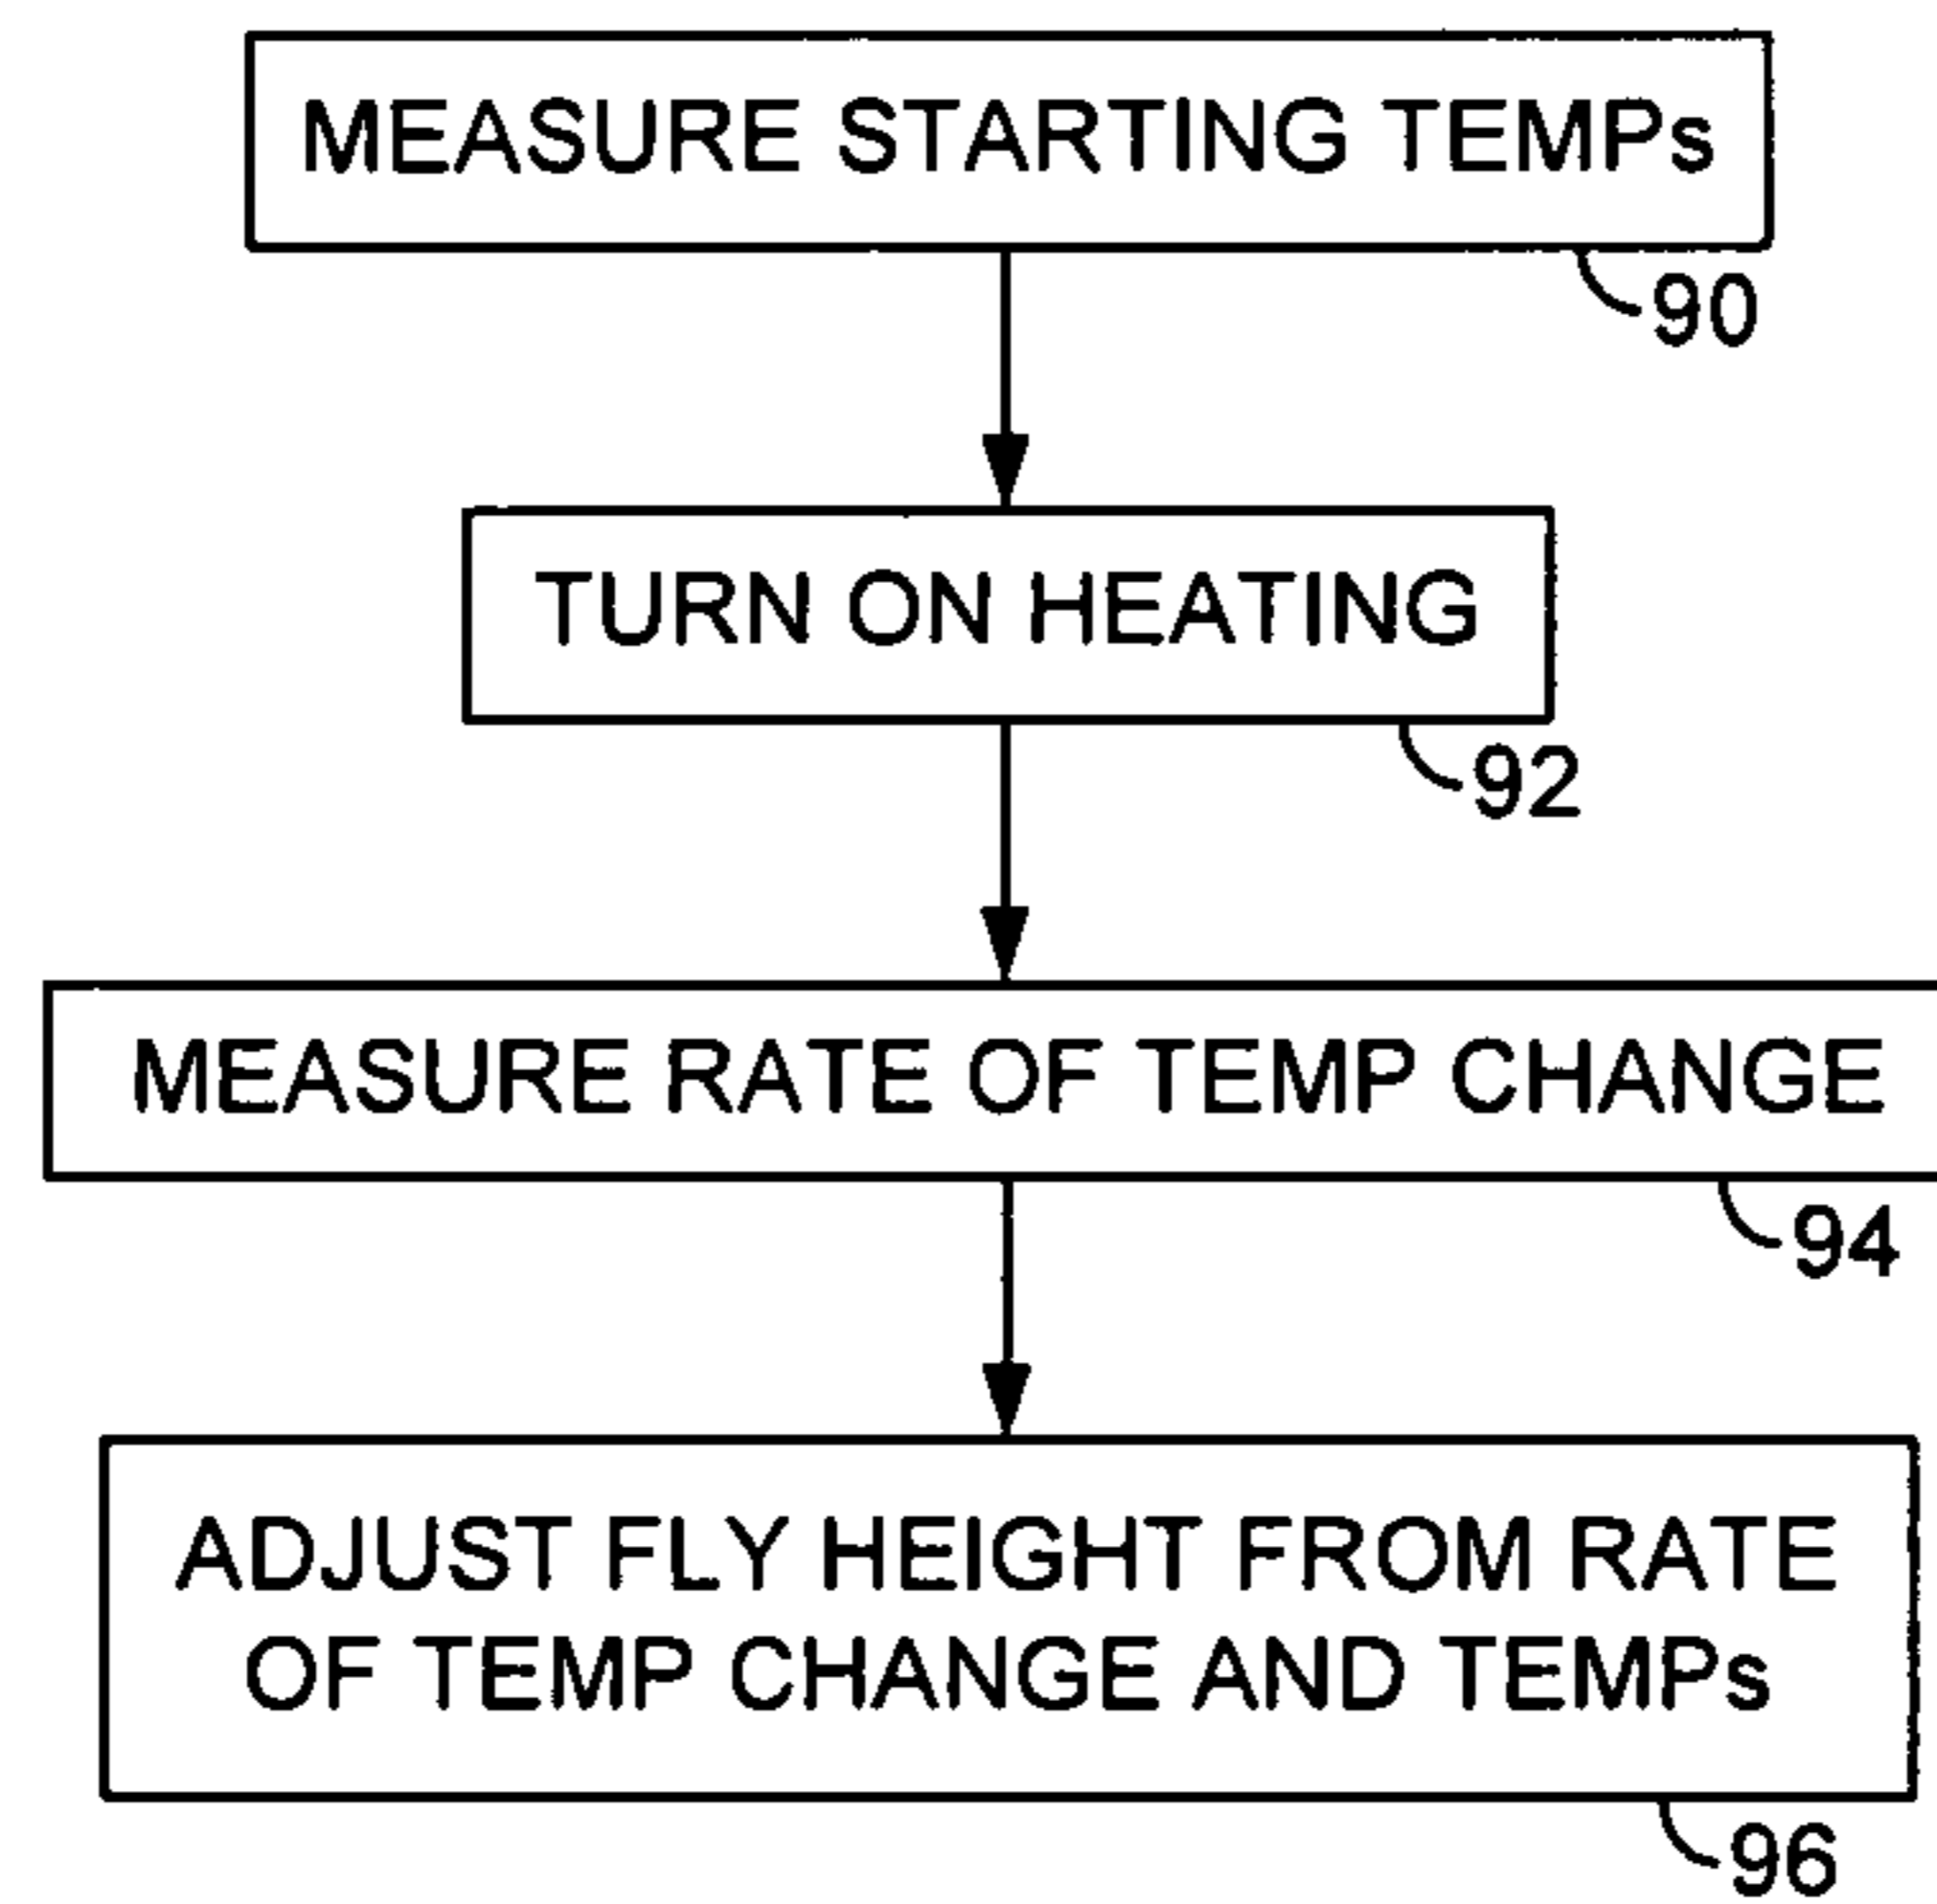 MEASURE STARTING TEMPs
90
TURN ON HEATING
92
MEASURE RATE OF TEMP CHANGE
94
ADJUST FLY HEIGHT FROM RATE
OF TEMP CHANGE AND TEMPs
96